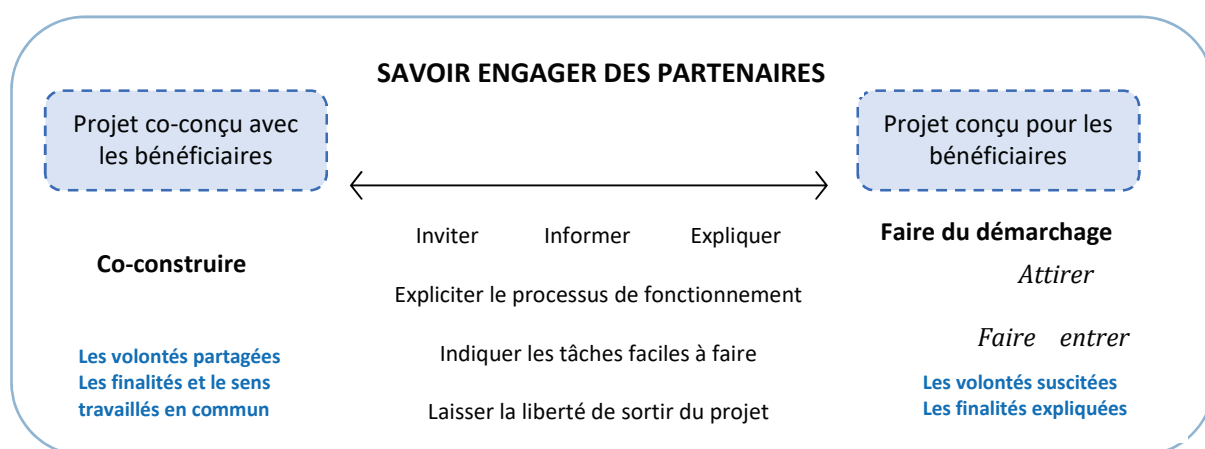 SAVOIR ENGAGER DES PARTENAIRES
Projet co-conçu avec
les bénéficiaires
Projet conçu pour les
bénéficiaires
Co-construire
Les volontés partagées
Les finalités et le sens
travaillés en commun
Inviter Informer Expliquer
Expliciter le processus de fonctionnement
Indiquer les tâches faciles à faire
Laisser la liberté de sortir du projet
Faire du démarchage
Attirer
Faire entrer
Les volontés suscitées
Les finalités expliquées